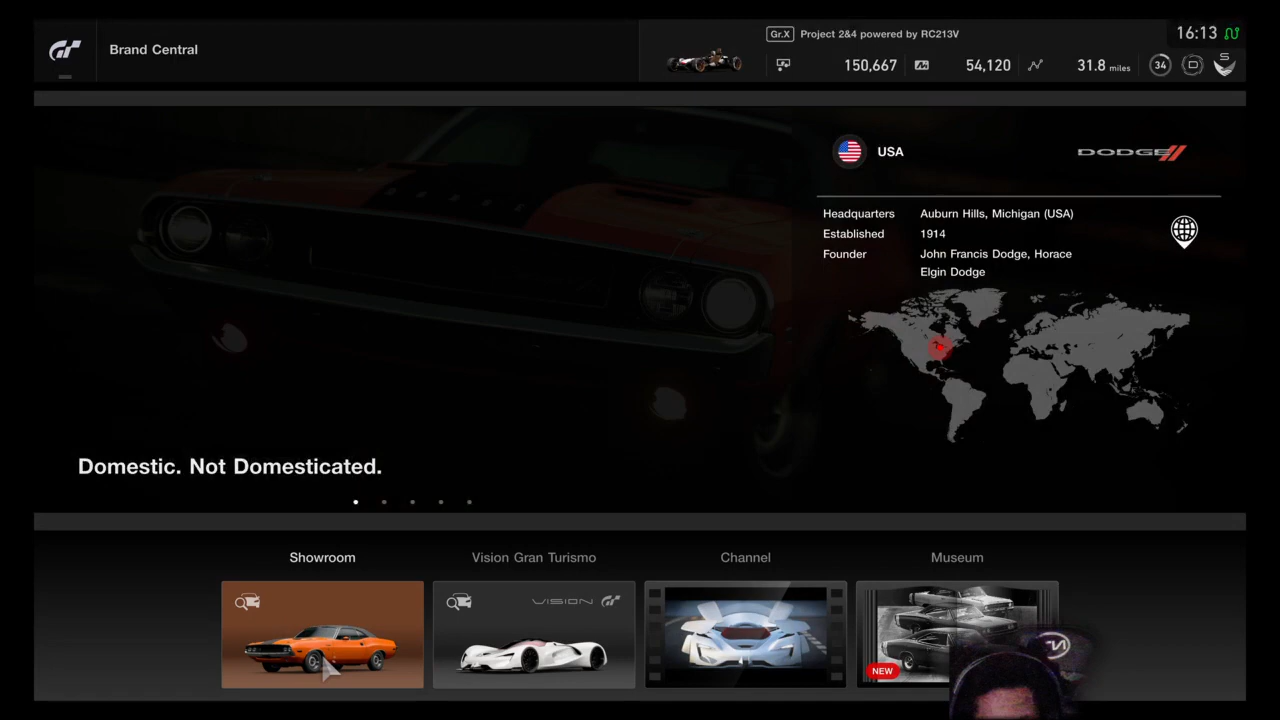 Brand Central
Gr.X Project 2&4 powered by RC213V
16:13
150,667 54,120 31.8 miles 34 D S
USA
DODGE
Headquarters Auburn Hills, Michigan (USA)
Established 1914
Founder John Francis Dodge, Horace
Elgin Dodge
Domestic. Not Domesticated.
Showroom Vision Gran Turismo Channel Museum
VISION GT
NEW